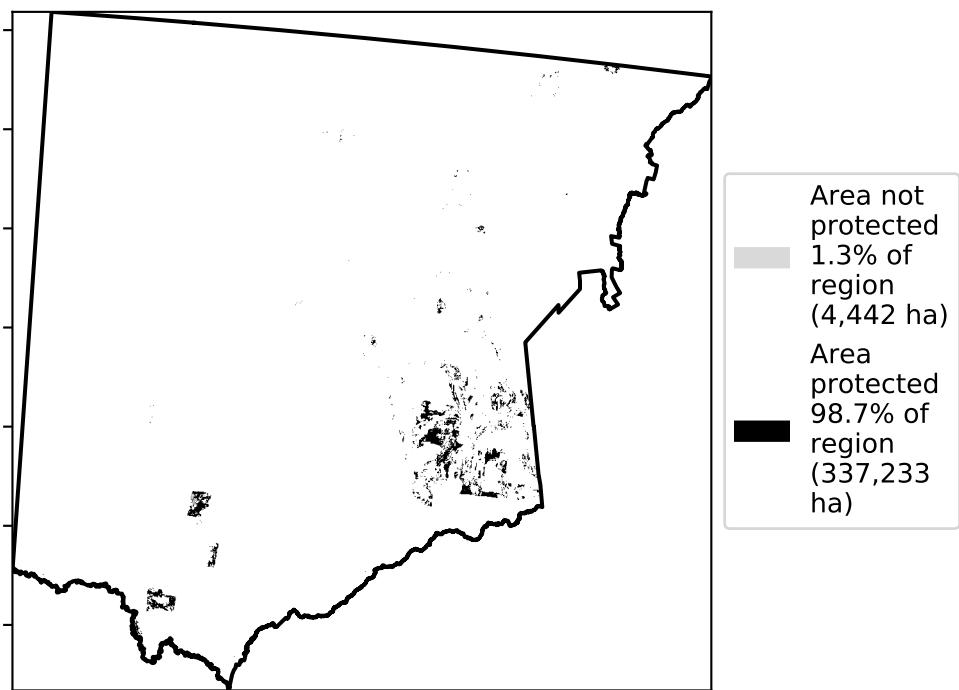 Area not
protected
1.3% of
region
(4,442 ha)
Area
protected
98.7% of
region
(337,233
ha)